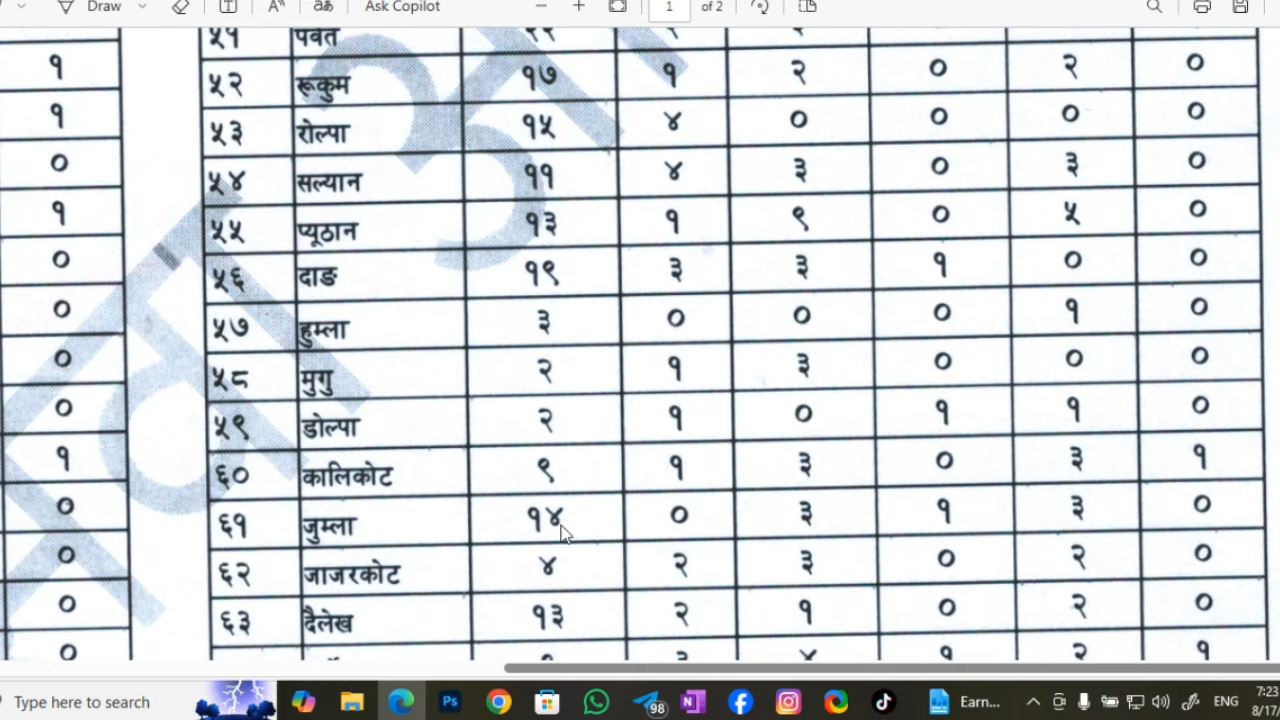 Draw Ask Copilot 1 of 2
५१ पर्वत
१ ५२ रूकुम १७ १ २ ० २ ०
१ ५३ रोल्पा १५ ४ ० ० ० ०
० ५४ सल्यान ११ ४ ३ ० ३ ०
१ ५५ प्यूठान १३ १ ९ ० ५ ०
० ५६ दाङ १९ ३ ३ १ ० ०
० ५७ हुम्ला ३ ० ० ० १ ०
० ५८ मुगु २ १ ३ ० ० ०
० ५९ डोल्पा २ १ ० १ १ ०
१ ६० कालिकोट ९ १ ३ ० ३ १
० ६१ जुम्ला १४ ० ३ १ ३ ०
० ६२ जाजरकोट ४ २ ३ ० २ ०
० ६३ दैलेख १३ २ १ ० २ ०
० ४ १ २ १
Type here to search 98 Earn... ENG 7:23
8/17/